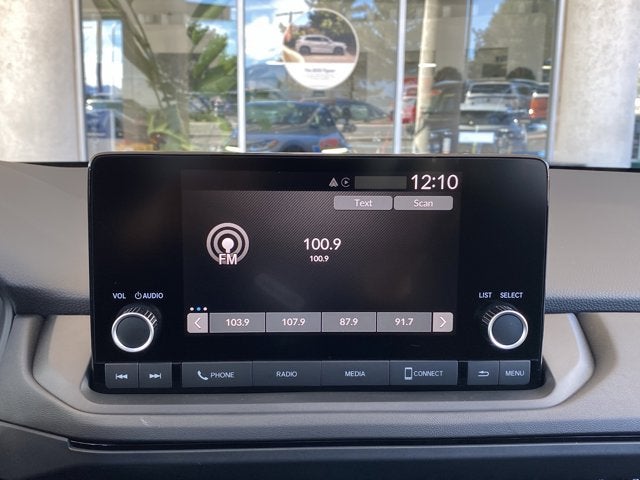 12:10
Text Scan
100.9
FM
100.9
103.9 107.9 87.9 91.7
VOL AUDIO
LIST SELECT
PHONE RADIO MEDIA CONNECT MENU